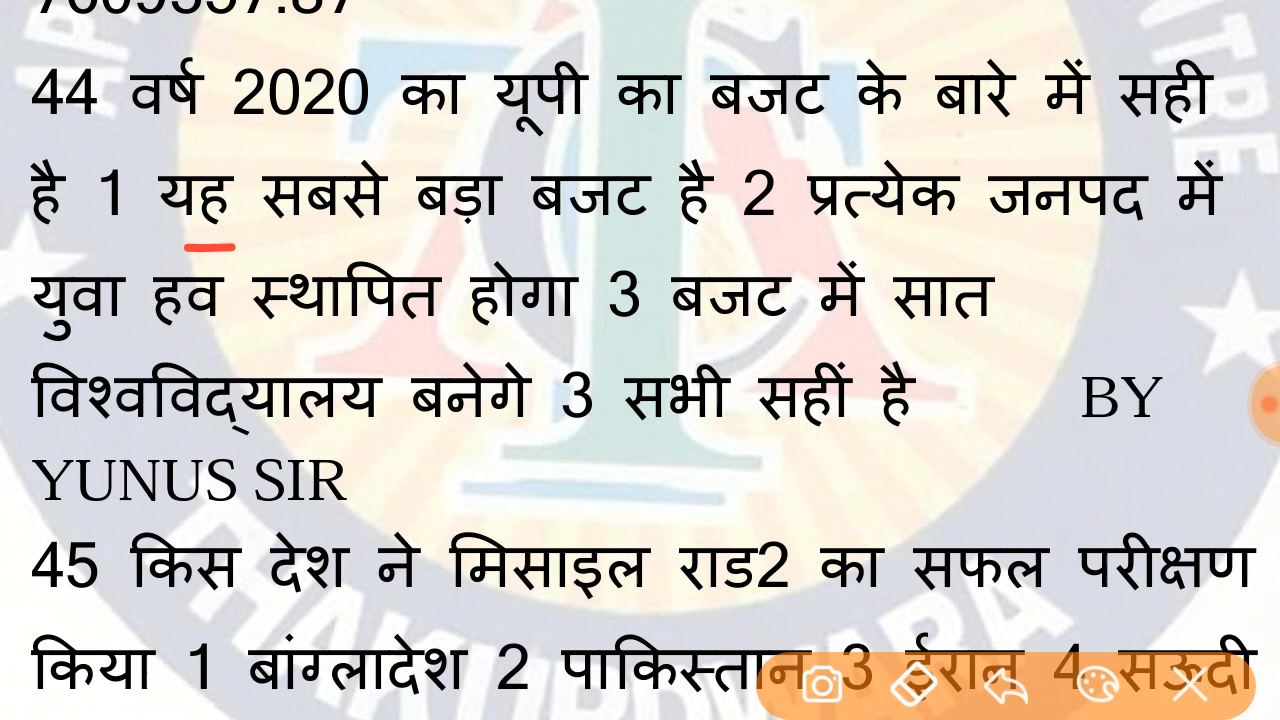 44 वर्ष 2020 का यूपी का बजट के बारे में सही
है 1 यह सबसे बड़ा बजट है 2 प्रत्येक जनपद में
युवा हव स्थापित होगा 3 बजट में सात
विश्वविद्यालय बनेगे 3 सभी सहीं है BY
YUNUS SIR
45 किस देश ने मिसाइल राड2 का सफल परीक्षण
किया 1 बांग्लादेश 2 पाकिस्तान 3 ईरान 4 सऊदी